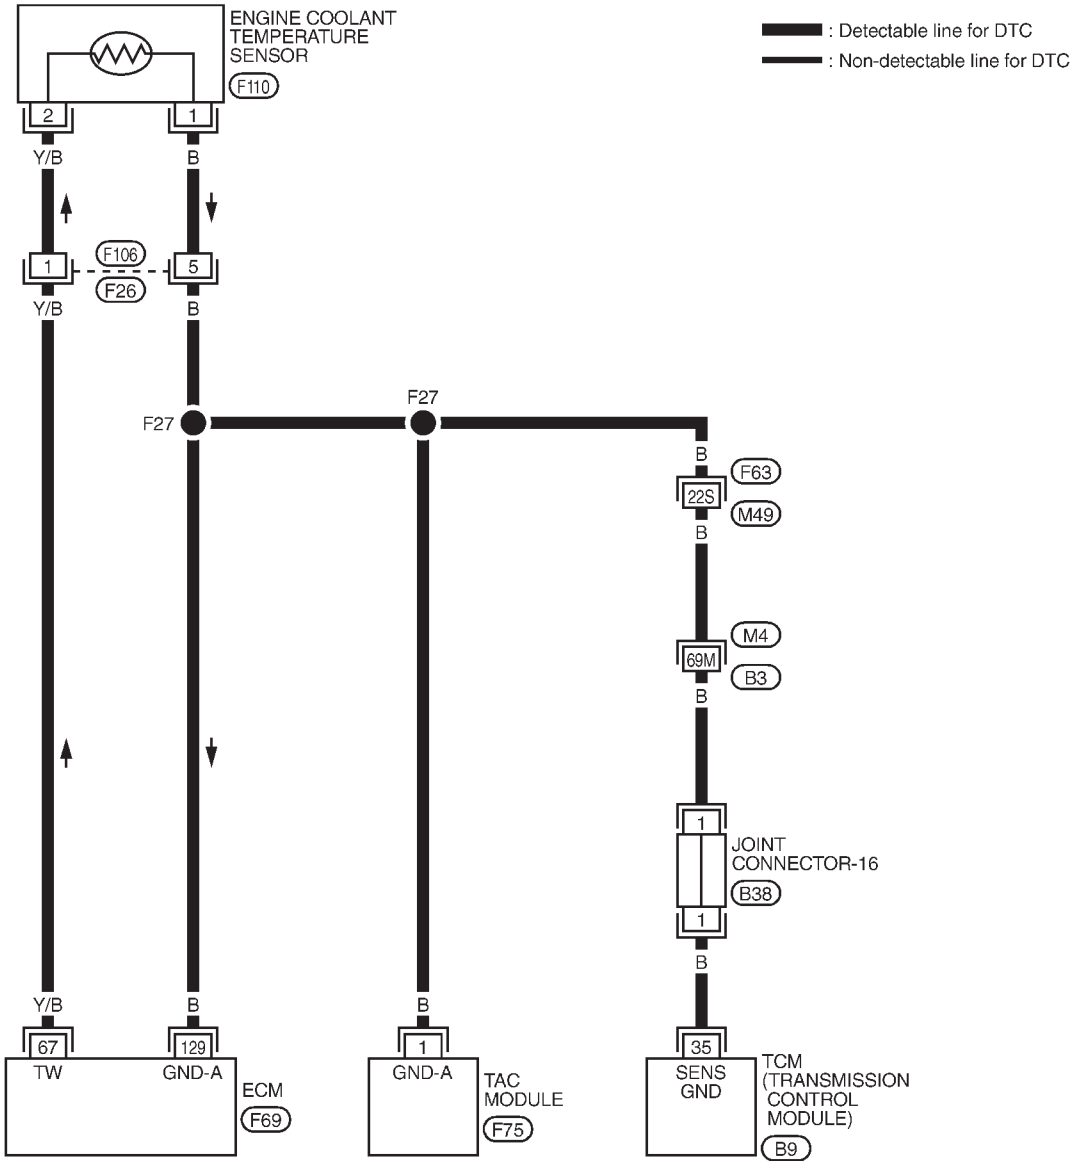 ENGINE COOLANT
TEMPERATURE
SENSOR
F110
: Detectable line for DTC
: Non-detectable line for DTC
2
1
Y/B
B
1
F106
5
F26
Y/B
B
F27
F27
B
F63
22S
M49
B
M4
69M
B3
B
1
JOINT
CONNECTOR-16
B38
1
B
Y/B
B
B
67
129
1
35
TW
GND-A
ECM
F69
GND-A
TAC
MODULE
F75
SENS
GND
TCM
(TRANSMISSION
CONTROL
MODULE)
B9